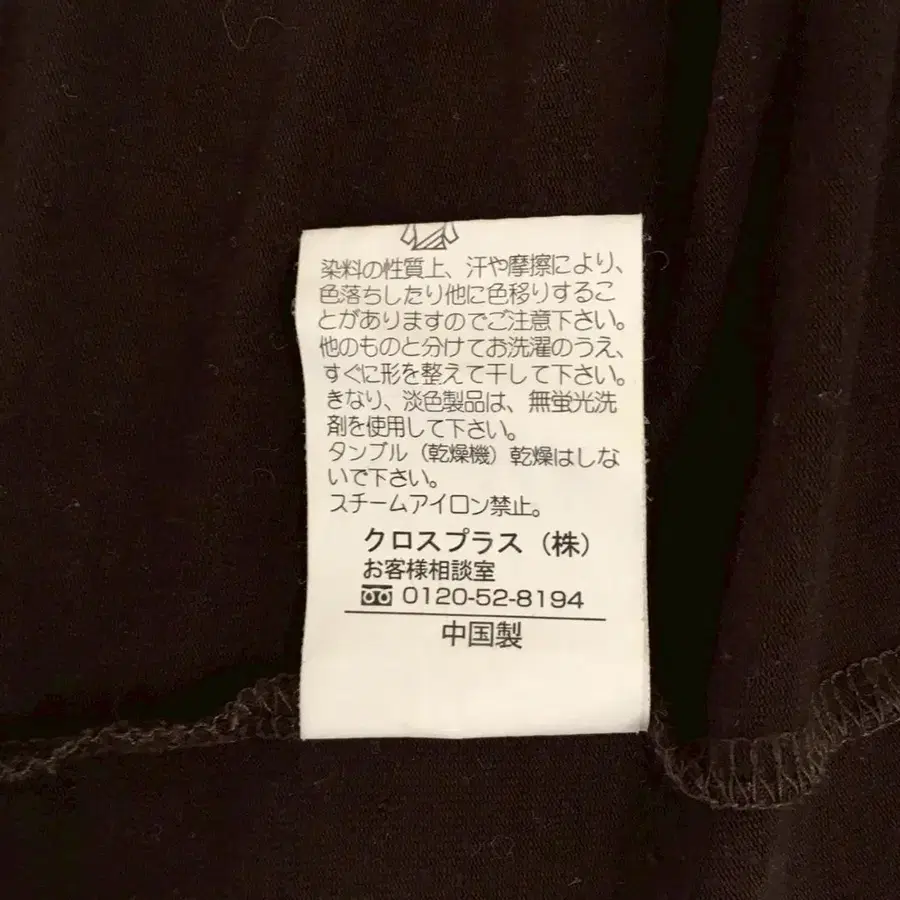 染料の性質上、汗や摩擦により、
色落ちしたり他に色移りするこ
とがありますのでご注意下さい。
他のものと分けてお洗濯のうえ、
すぐに形を整えて干して下さい。
きなり、淡色製品は、無蛍光洗
剤を使用して下さい。
タンブル（乾燥機）乾燥はしな
いで下さい。
スチームアイロン禁止。
クロスプラス（株）
お客様相談室
0120-52-8194
中国製